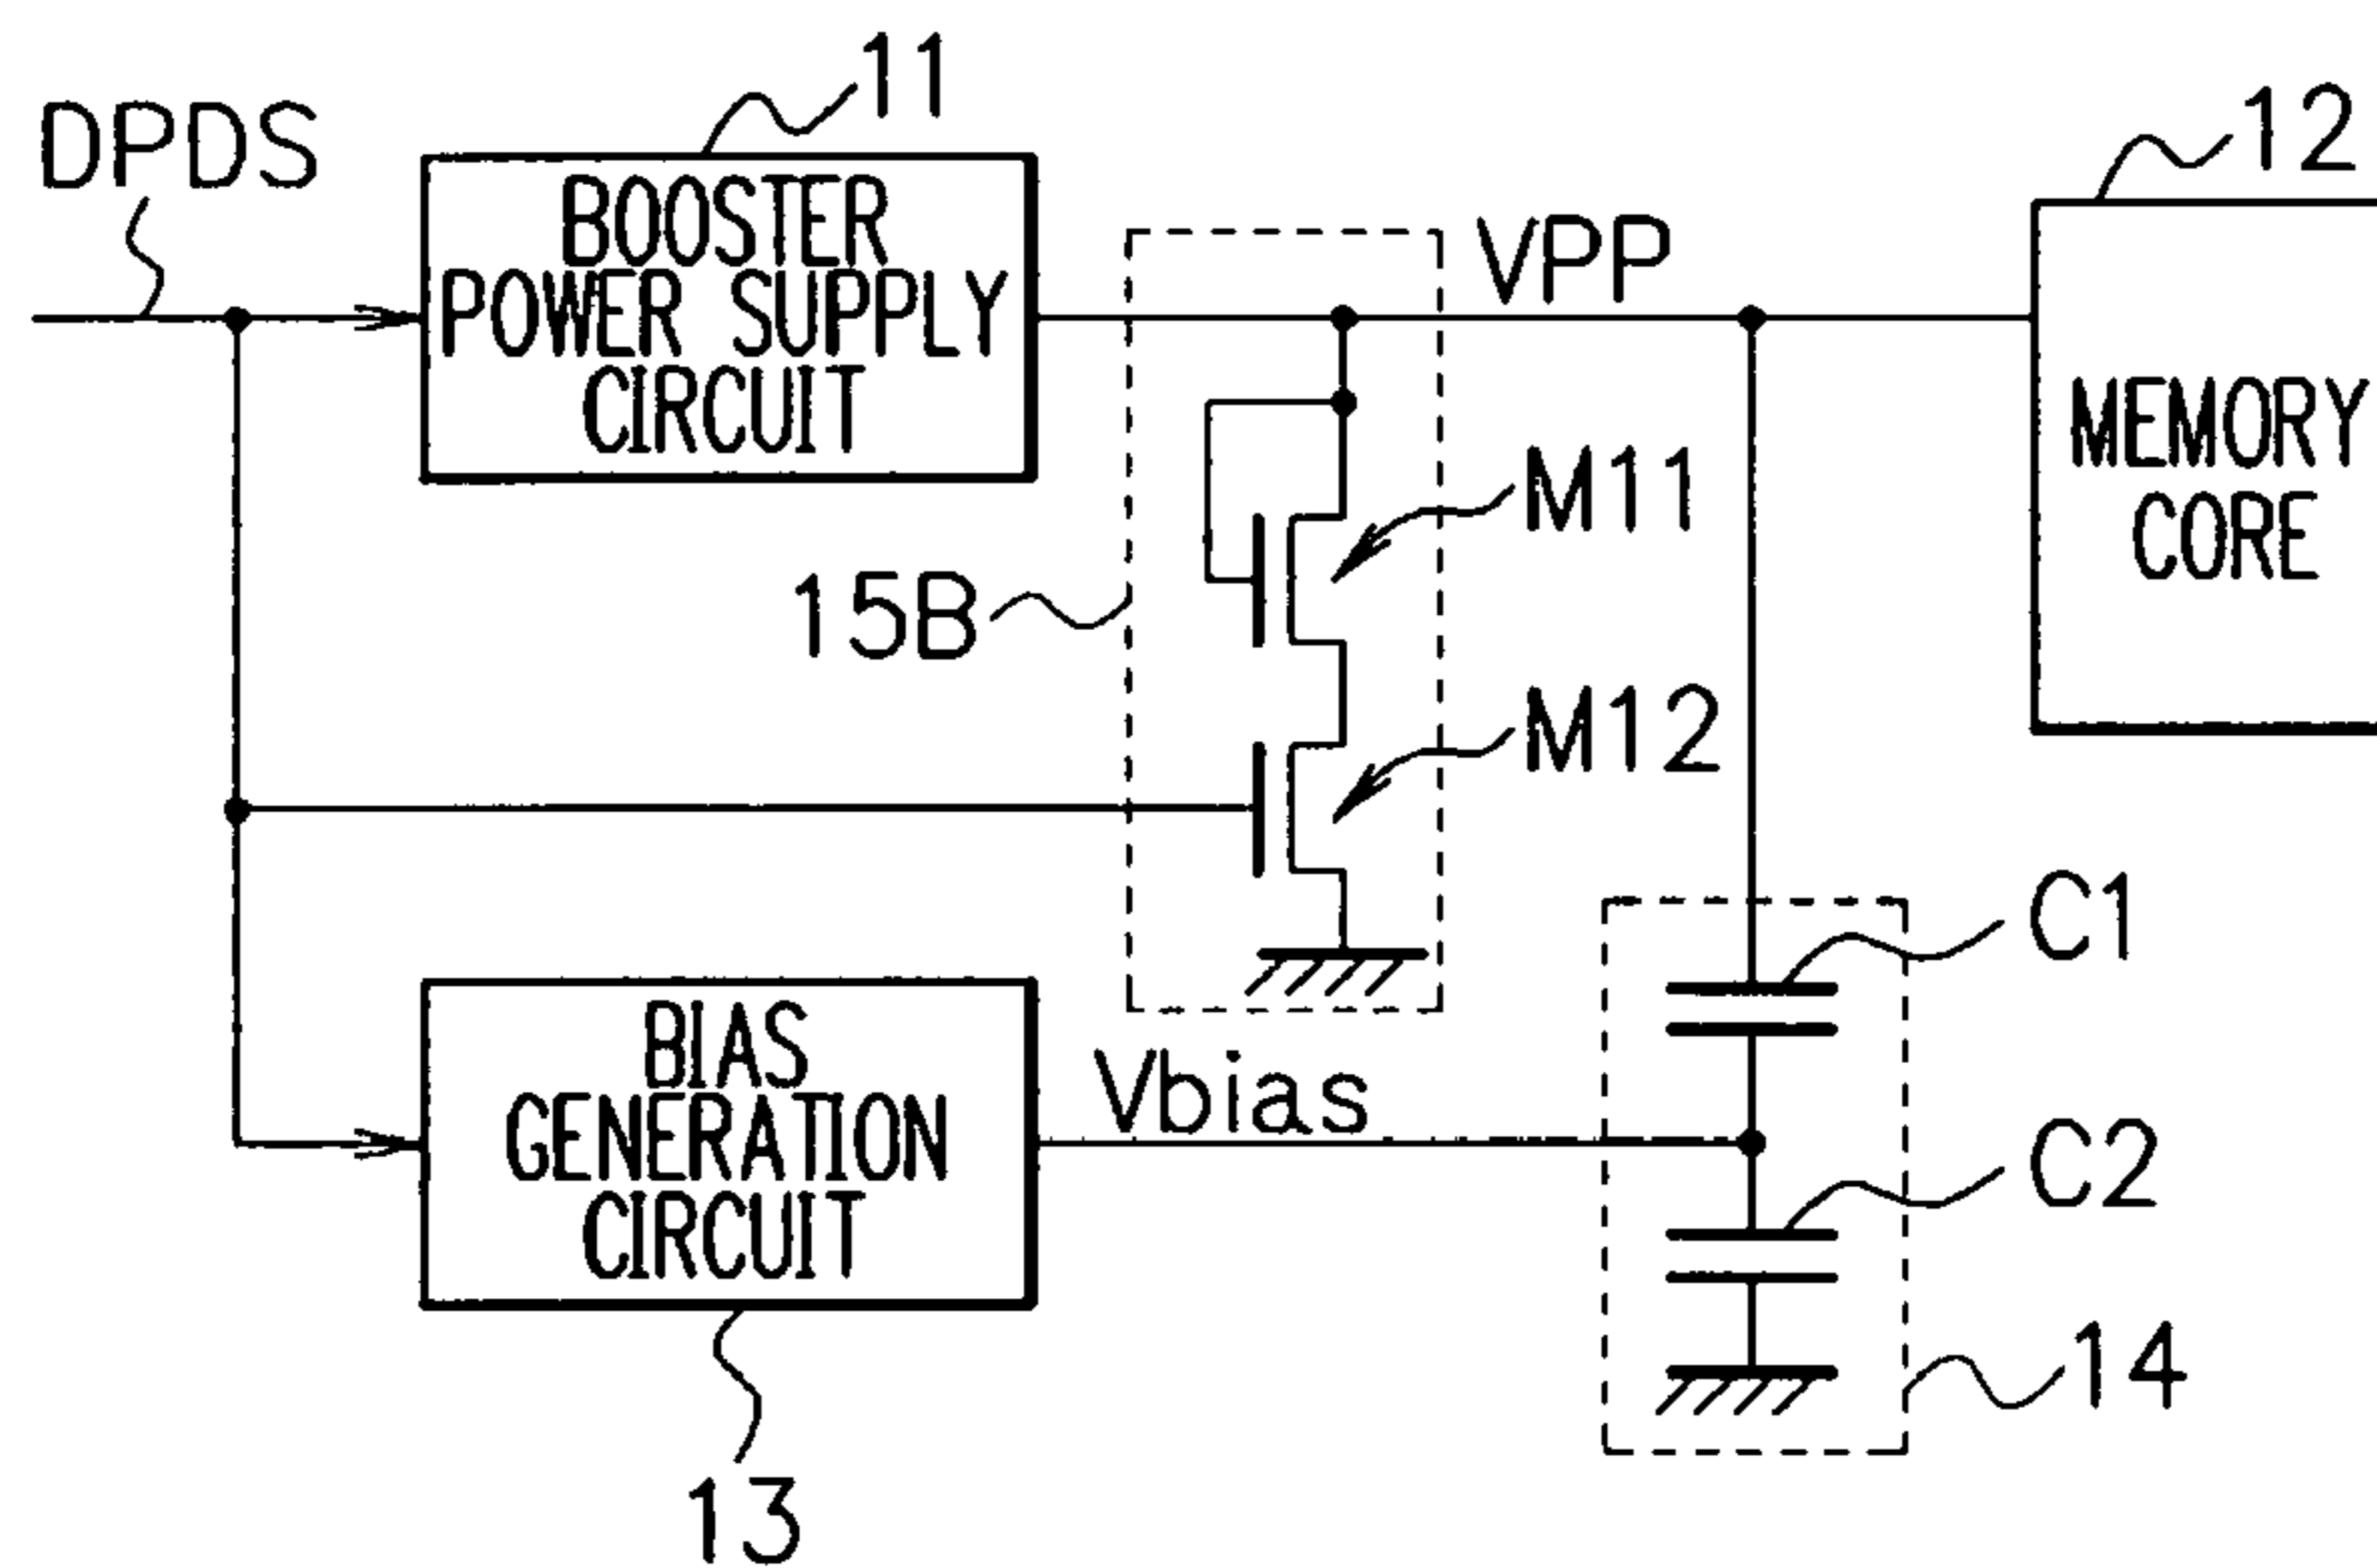 11
DPDS
12
BOOSTER
POWER SUPPLY
CIRCUIT
VPP
MEMORY
CORE
M11
15B
M12
C1
BIAS
GENERATION
CIRCUIT
Vbias
C2
14
13